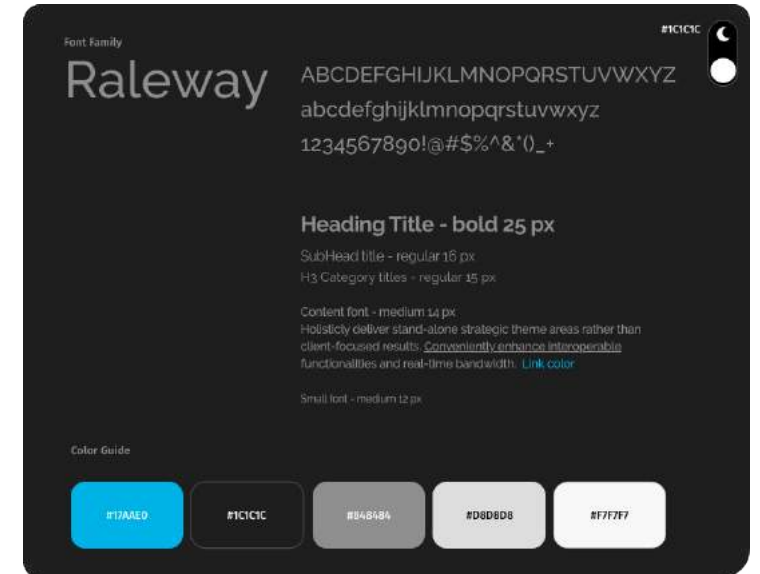 #1C1C1C
Font Family
Raleway
ABCDEFGHIJKLMNOPQRSTUVWXYZ
abcdefghijklmnopqrstuvwxyz
1234567890!@#$%^&*()_+
Heading Title - bold 25 px
SubHead title - regular 16 px
H3 Category titles - regular 15 px
Content font - medium 14 px
Holisticly deliver stand-alone strategic theme areas rather than
client-focused results. Conveniently enhance interoperable
functionalities and real-time bandwidth. Link color
Small font - medium 12 px
Color Guide
#17AAE0 #1C1C1C #848484 #D8D8D8 #F7F7F7